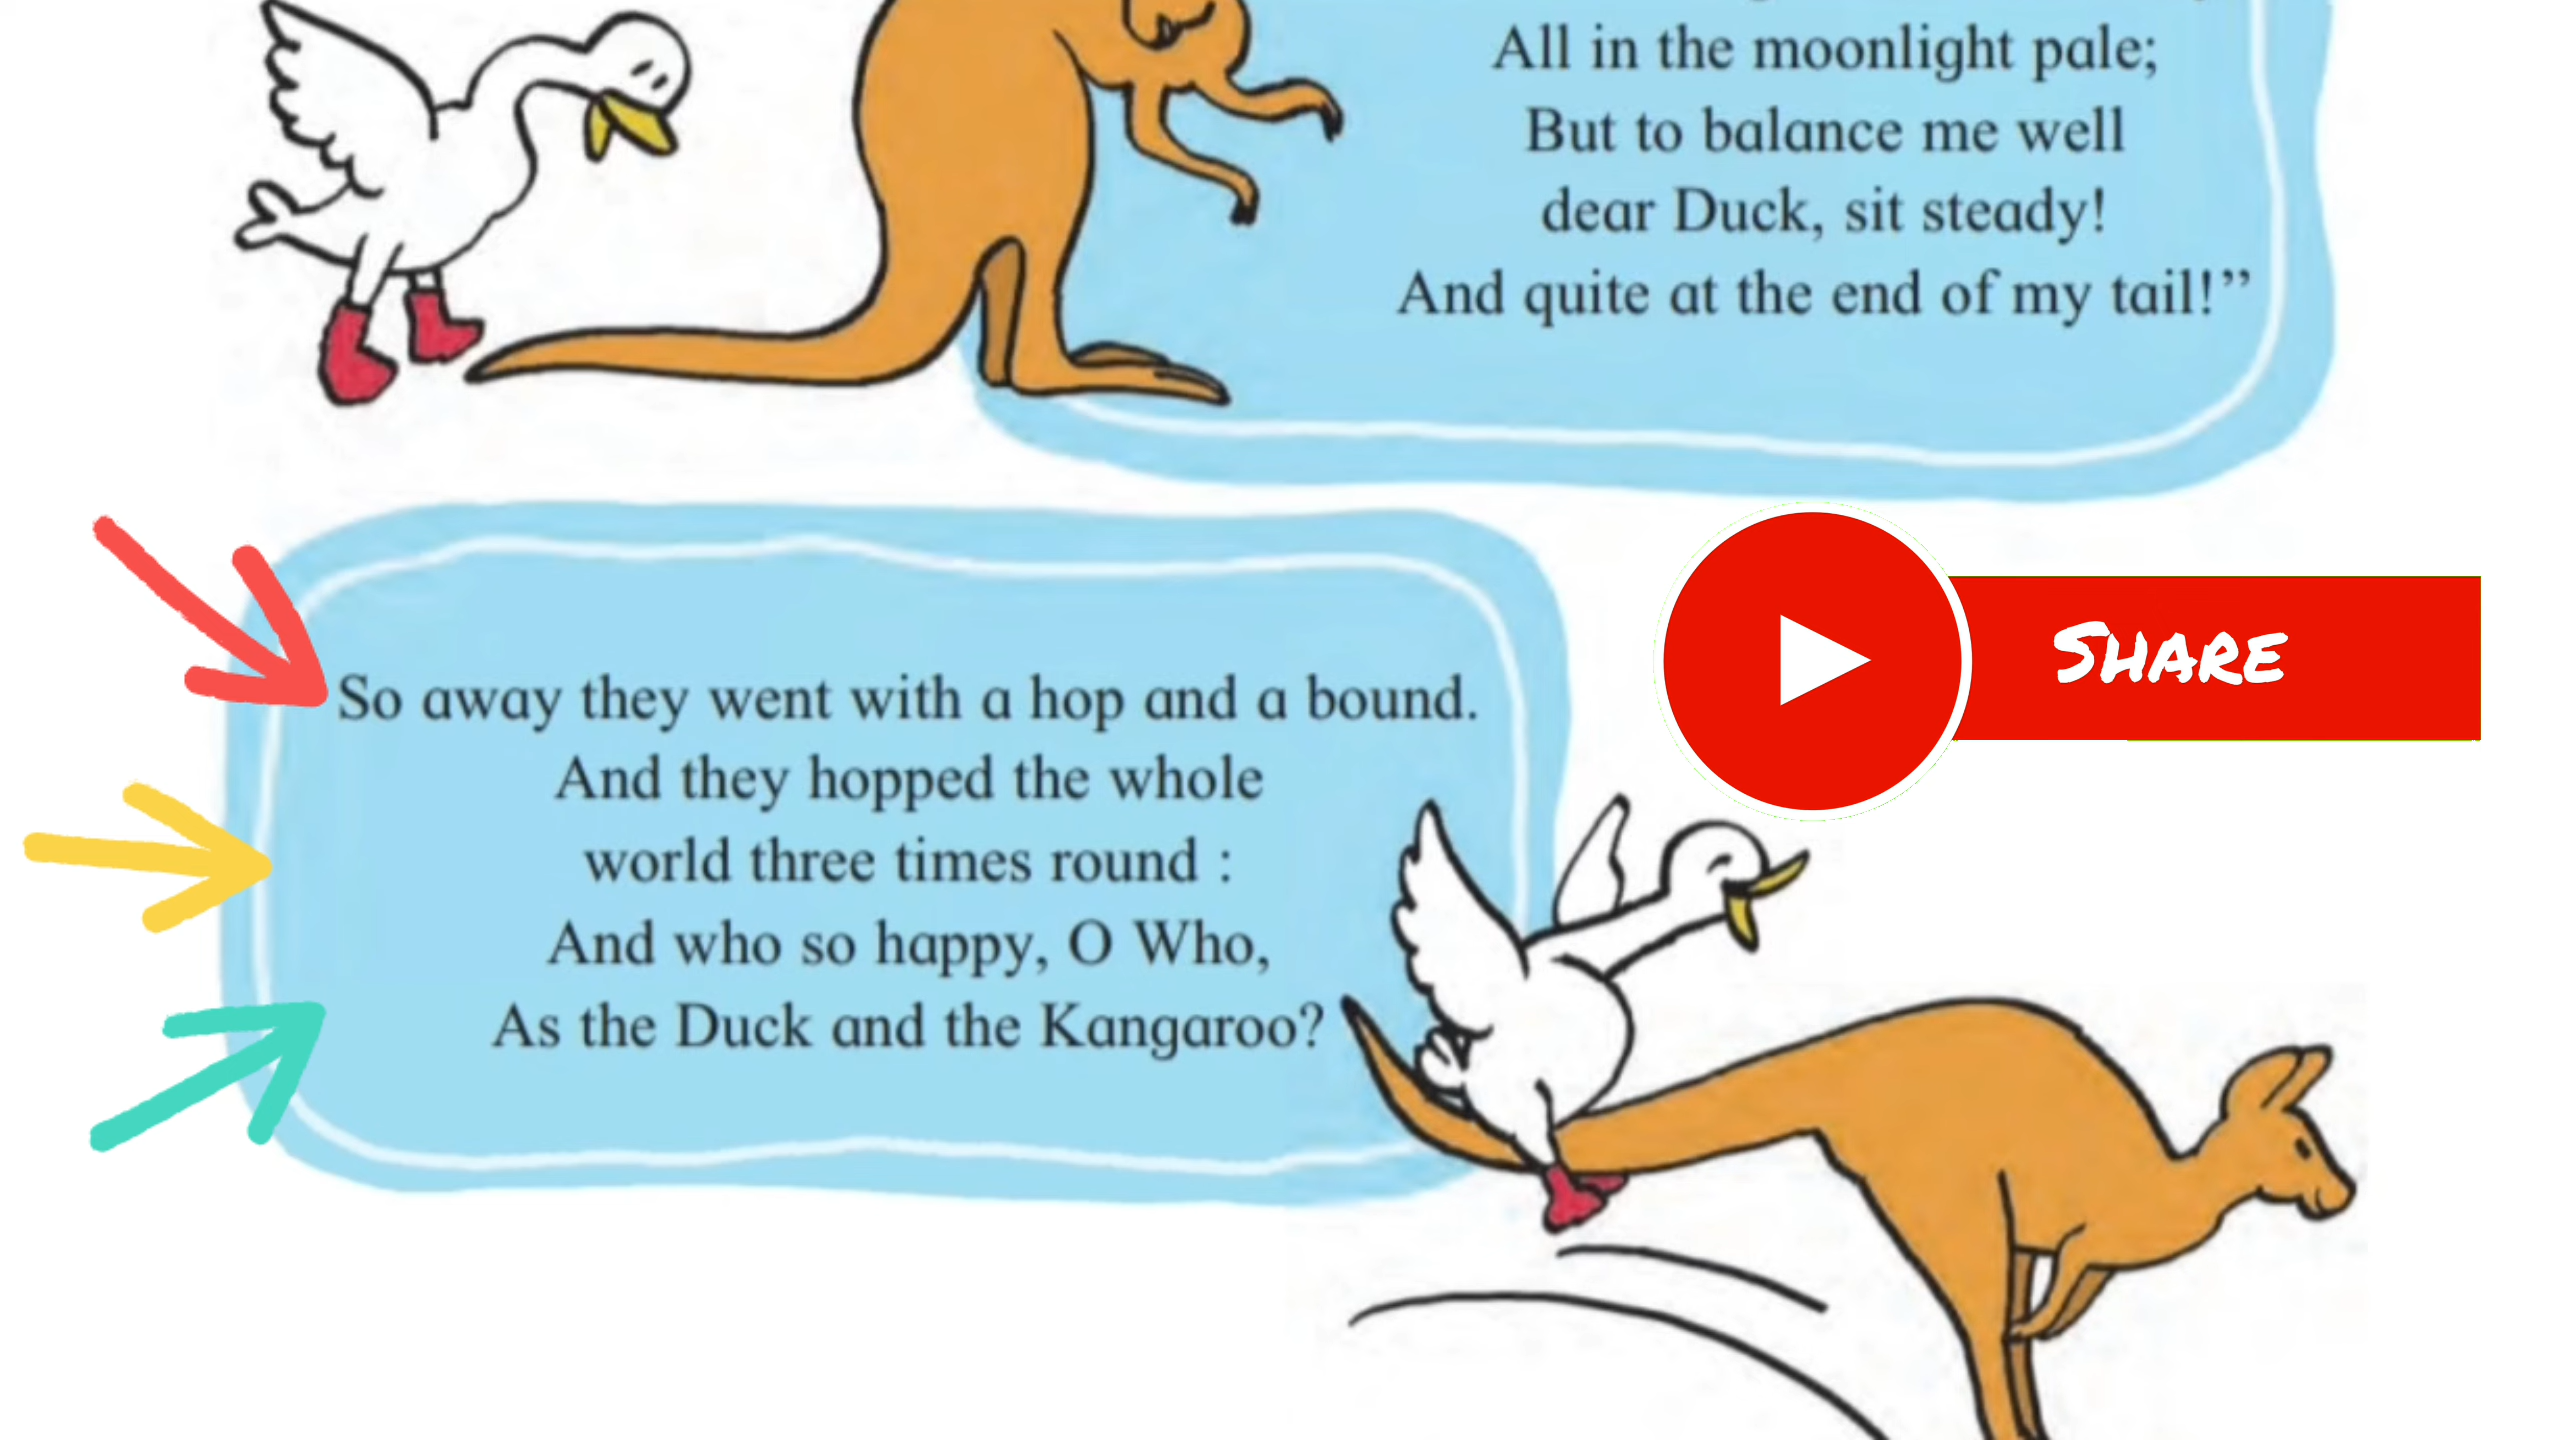 All in the moonlight pale;
But to balance me well
dear Duck, sit steady!
And quite at the end of my tail!”
So away they went with a hop and a bound.
And they hopped the whole
world three times round :
And who so happy, O Who,
As the Duck and the Kangaroo?
SHARE